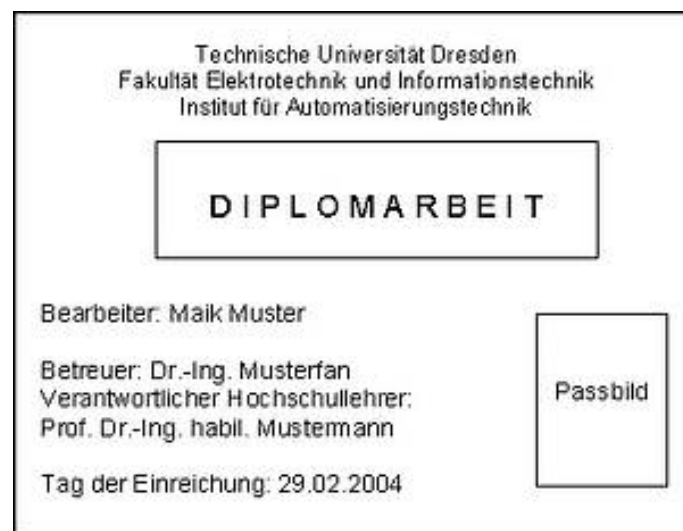 Technische Universität Dresden
Fakultät Elektrotechnik und Informationstechnik
Institut für Automatisierungstechnik
DIPLOMARBEIT
Bearbeiter: Maik Muster
Betreuer: Dr.-Ing. Musterfan
Verantwortlicher Hochschullehrer:
Prof. Dr.-Ing. habil. Mustermann
Passbild
Tag der Einreichung: 29.02.2004